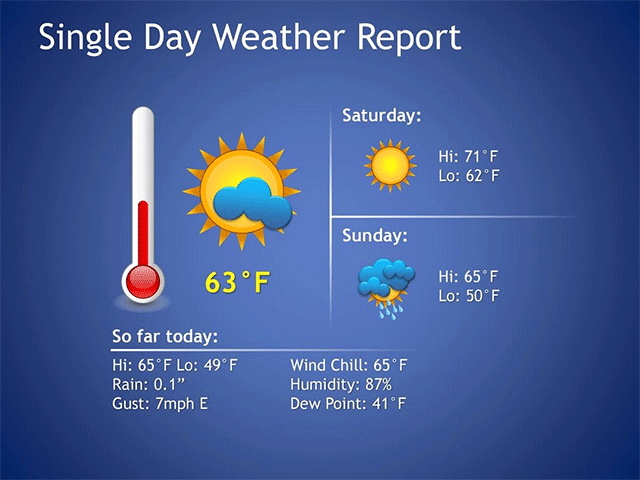 Single Day Weather Report
63°F
Saturday:
Hi: 71°F
Lo: 62°F
Sunday:
Hi: 65°F
Lo: 50°F
So far today:
Hi: 65°F Lo: 49°F
Rain: 0.1”
Gust: 7mph E
Wind Chill: 65°F
Humidity: 87%
Dew Point: 41°F